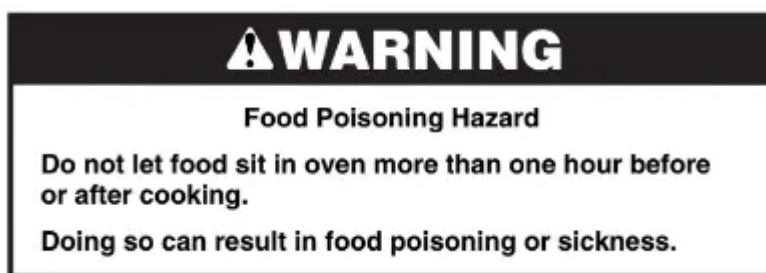 WARNING
Food Poisoning Hazard
Do not let food sit in oven more than one hour before
or after cooking.
Doing so can result in food poisoning or sickness.